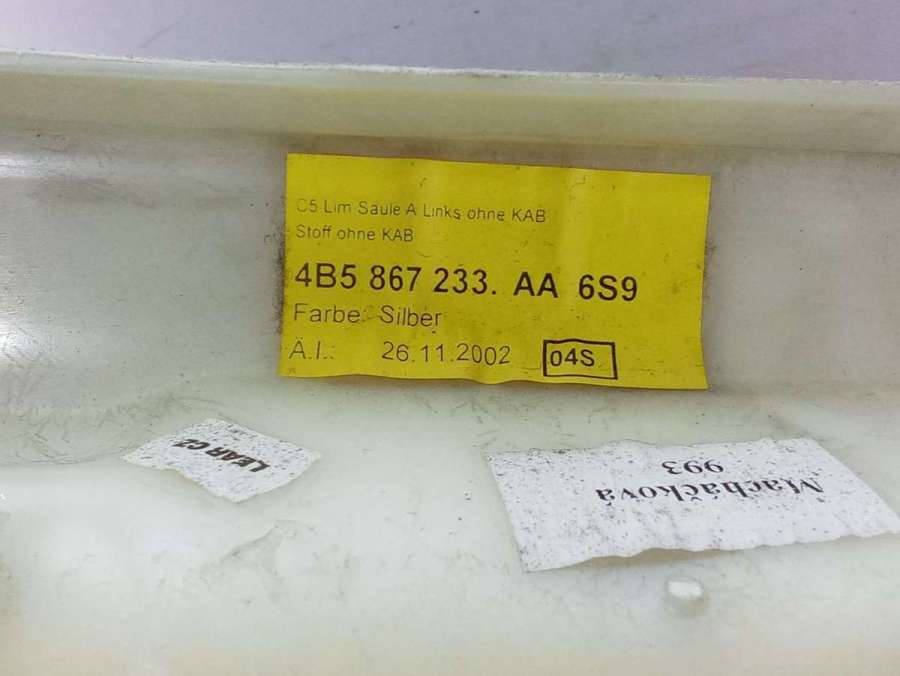 C5 Lim Saule A Links ohne KAB
Stoff ohne KAB
4B5 867 233. AA 6S9
Farbe: Silber
Ä.I.: 26.11.2002 04S
LEAR CZ
Macháčková
993